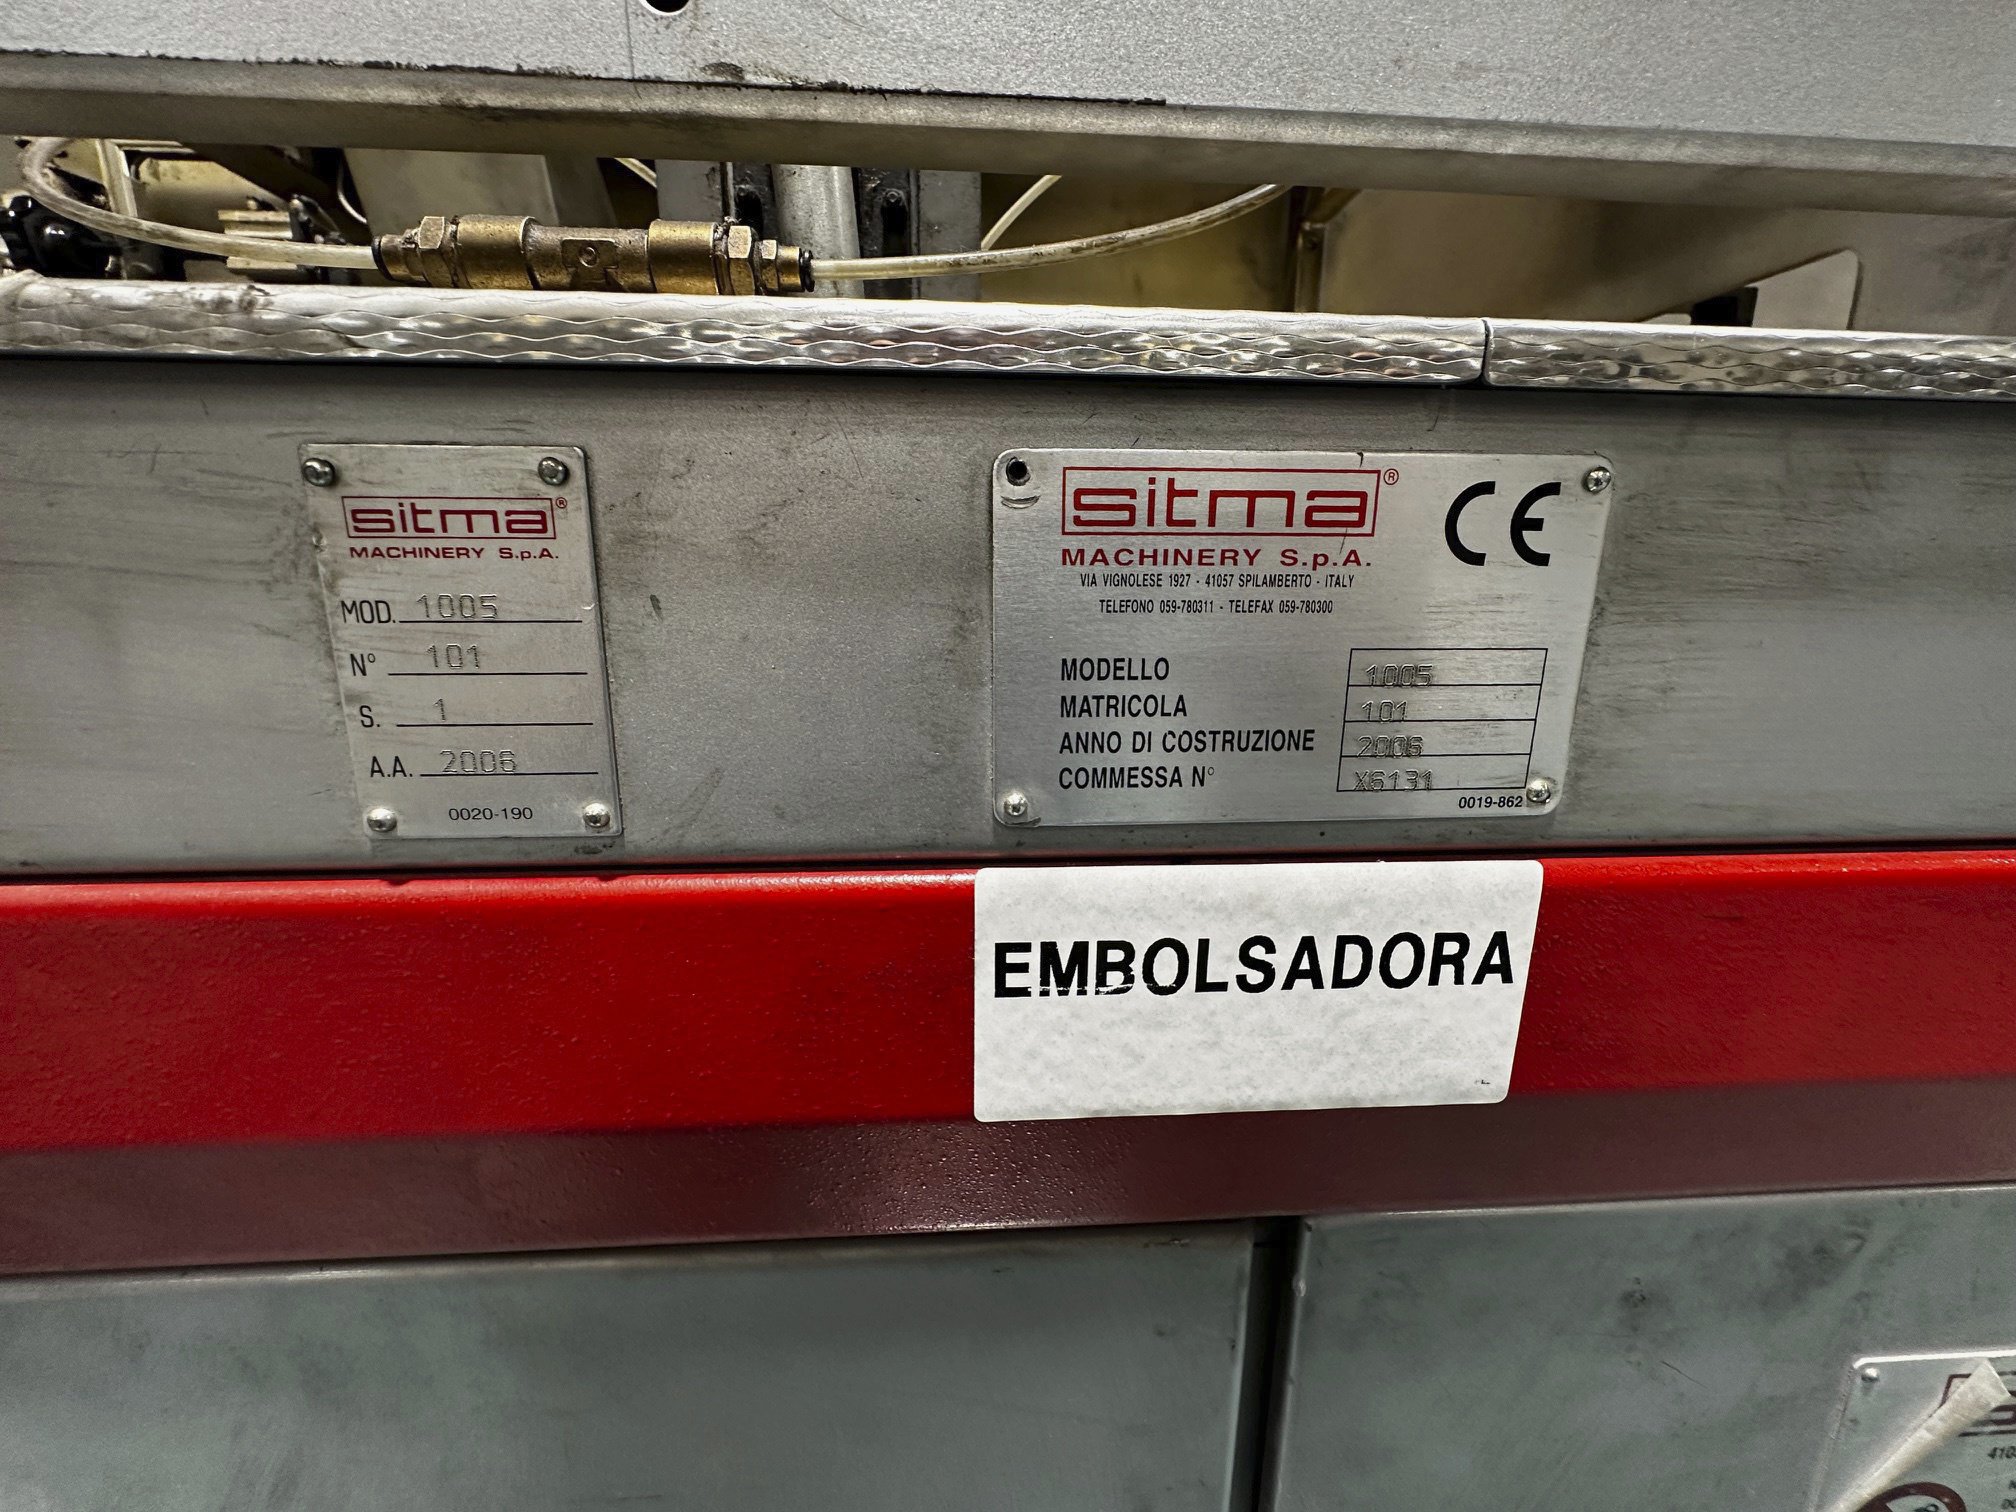 sitma®
MACHINERY S.p.A.
MOD. 1005
N° 101
S. 1
A.A. 2006
0020-190
sitma®
CE
MACHINERY S.p.A.
VIA VIGNOLESE 1927 - 41057 SPILAMBERTO - ITALY
TELEFONO 059-780311 - TELEFAX 059-780300
MODELLO 1005
MATRICOLA 101
ANNO DI COSTRUZIONE 2006
COMMESSA N° X6131
0019-862
EMBOLSADORA